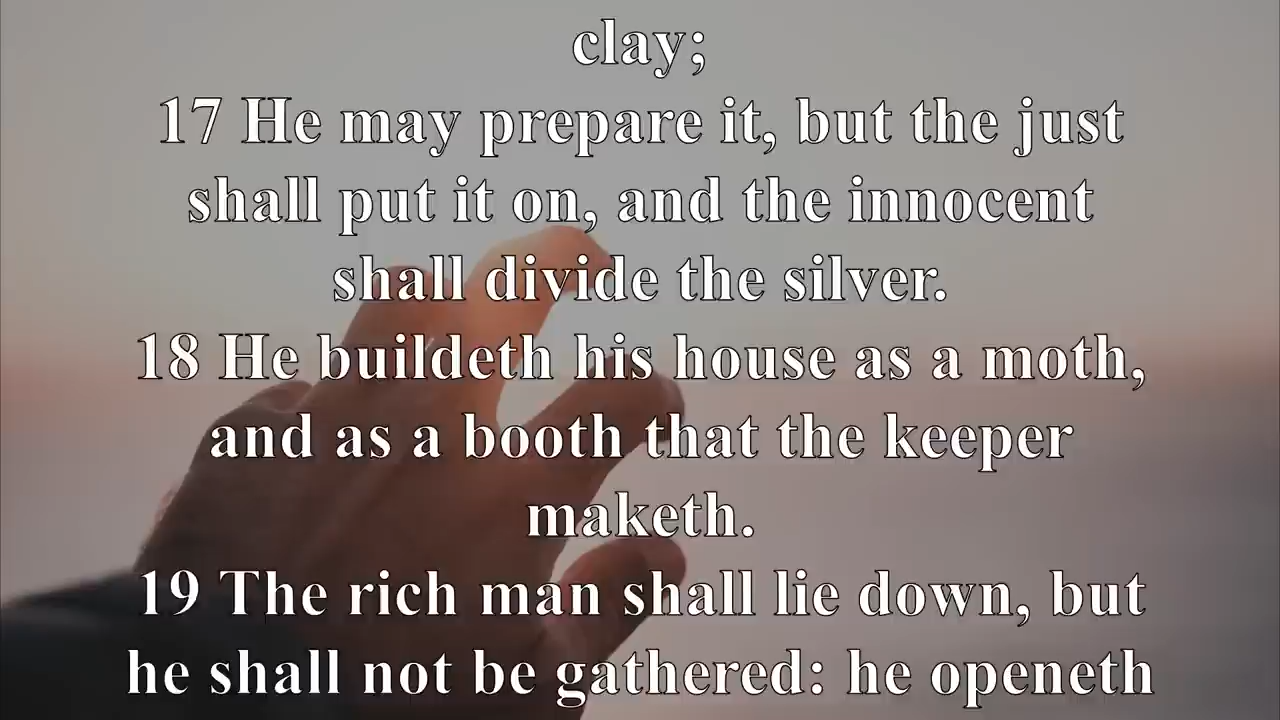 clay;
17 He may prepare it, but the just
shall put it on, and the innocent
shall divide the silver.
18 He buildeth his house as a moth,
and as a booth that the keeper
maketh.
19 The rich man shall lie down, but
he shall not be gathered: he openeth